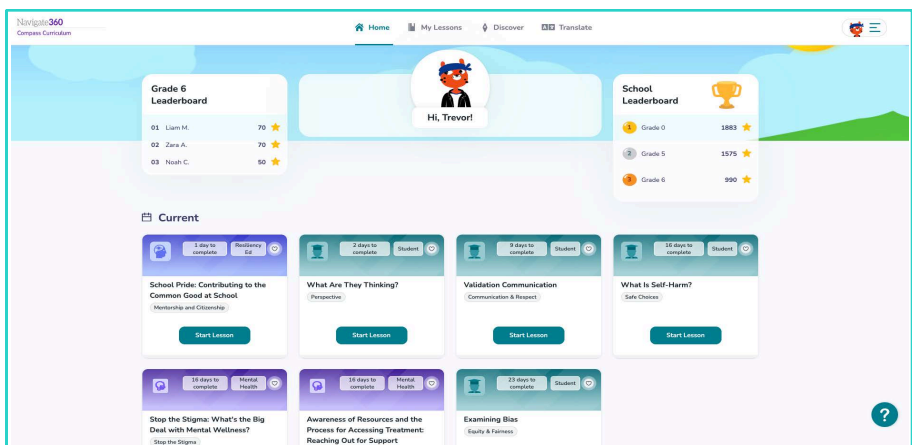 Navigate360
Compass Curriculum
Home
My Lessons
Discover
Translate
Grade 6
Leaderboard
01 Liam M. 70
02 Zara A. 70
03 Noah C. 50
Hi, Trevor!
School
Leaderboard
1 Grade 0 1883
2 Grade 5 1575
3 Grade 6 990
Current
1 day to
complete
Resiliency
Ed
School Pride: Contributing to the
Common Good at School
Mentorship and Citizenship
Start Lesson
2 days to
complete
Student
What Are They Thinking?
Perspective
Start Lesson
9 days to
complete
Student
Validation Communication
Communication & Respect
Start Lesson
16 days to
complete
Student
What Is Self-Harm?
Safe Choices
Start Lesson
16 days to
complete
Mental
Health
Stop the Stigma: What's the Big
Deal with Mental Wellness?
Stop the Stigma
16 days to
complete
Mental
Health
Awareness of Resources and the
Process for Accessing Treatment:
Reaching Out for Support
23 days to
complete
Student
Examining Bias
Equity & Fairness
?